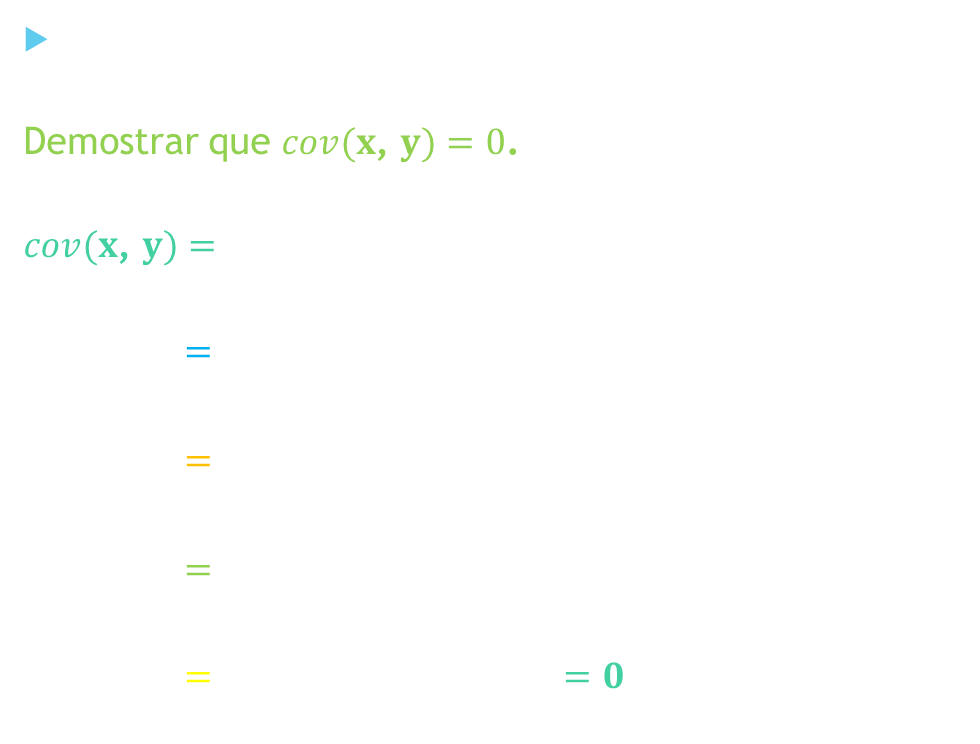 Demostrar que 𝑐𝑜𝑣(𝐱, 𝐲) = 0.
𝑐𝑜𝑣(𝐱, 𝐲) =
=
=
=
= = 𝟎